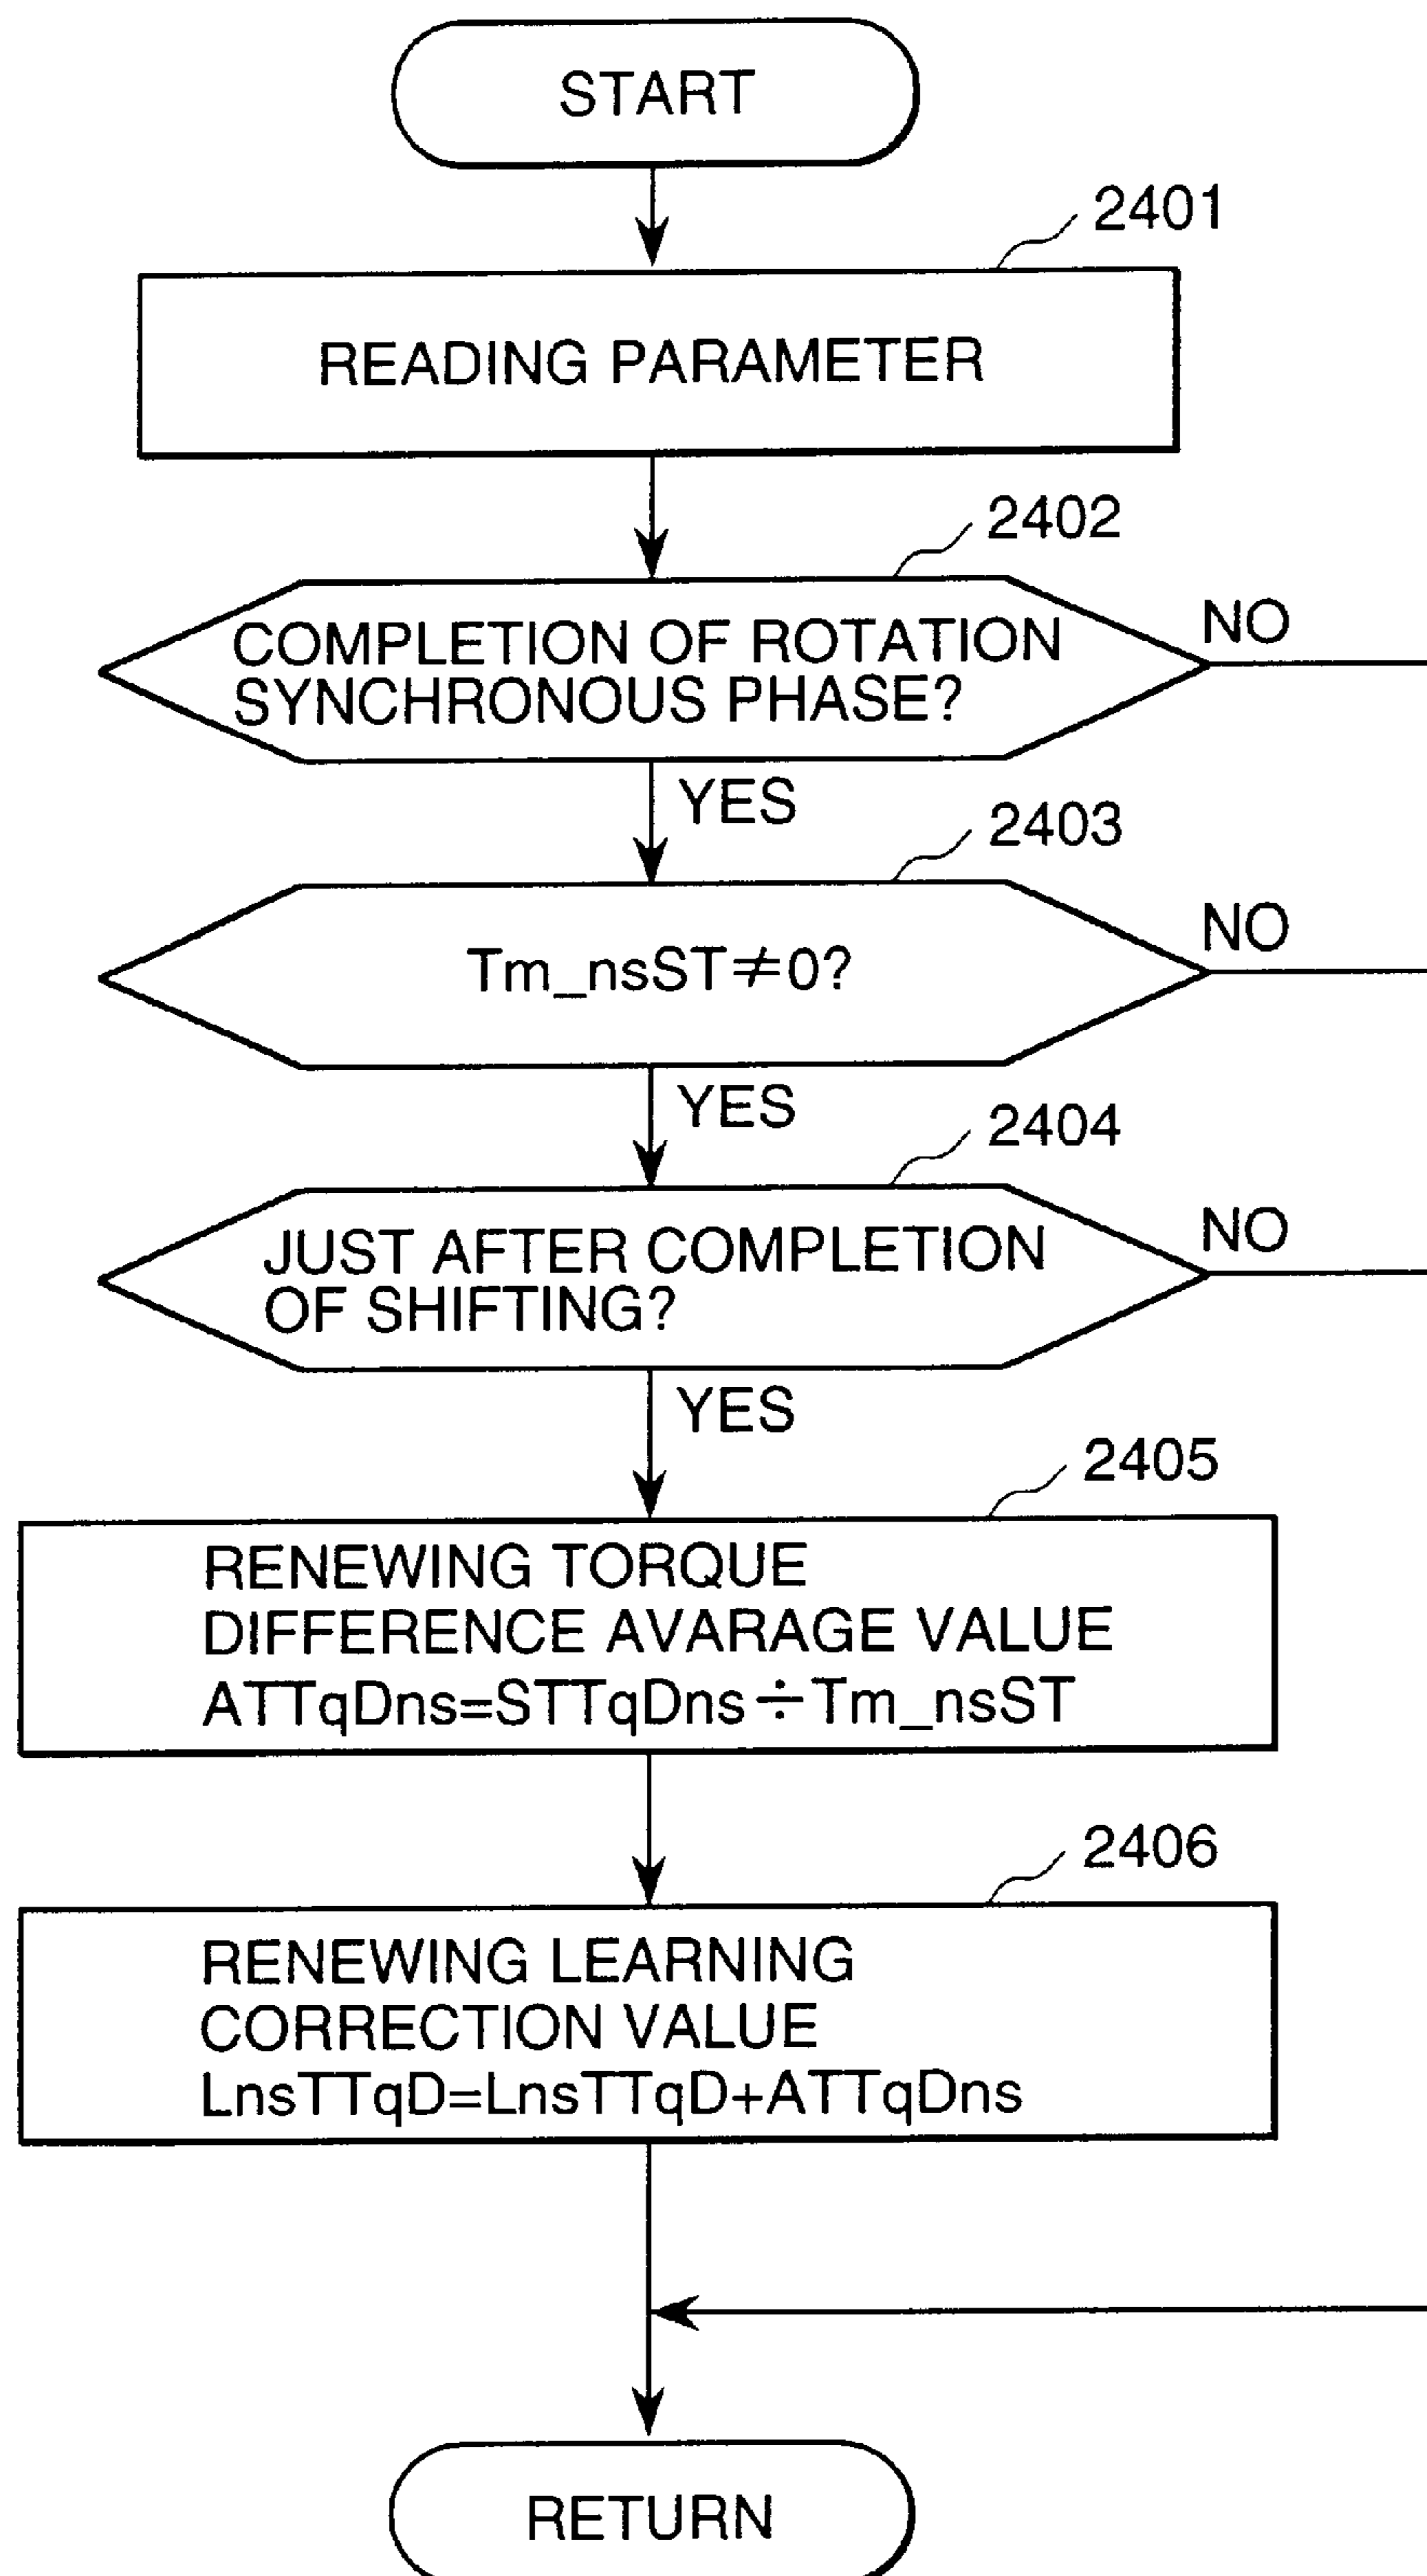 START
2401
READING PARAMETER
2402
COMPLETION OF ROTATION
SYNCHRONOUS PHASE?
NO
YES
2403
Tm_nsST≠0?
NO
YES
2404
JUST AFTER COMPLETION
OF SHIFTING?
NO
YES
2405
RENEWING TORQUE
DIFFERENCE AVARAGE VALUE
ATTqDns=STTqDns÷Tm_nsST
2406
RENEWING LEARNING
CORRECTION VALUE
LnsTTqD=LnsTTqD+ATTqDns
RETURN